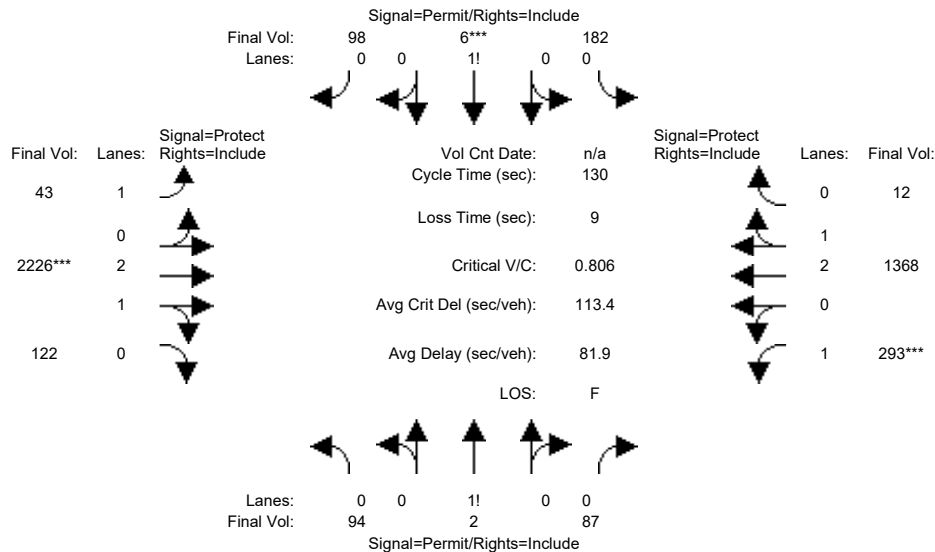 Signal=Permit/Rights=Include
Final Vol: 98 6*** 182
Lanes: 0 0 1! 0 0
Signal=Protect Signal=Protect
Final Vol: Lanes: Rights=Include Vol Cnt Date: n/a Rights=Include Lanes: Final Vol:
Cycle Time (sec): 130
43 1 0 12
Loss Time (sec): 9
0 1
2226*** 2 Critical V/C: 0.806 2 1368
1 Avg Crit Del (sec/veh): 113.4 0
122 0 Avg Delay (sec/veh): 81.9 1 293***
LOS: F
Lanes: 0 0 1! 0 0
Final Vol: 94 2 87
Signal=Permit/Rights=Include